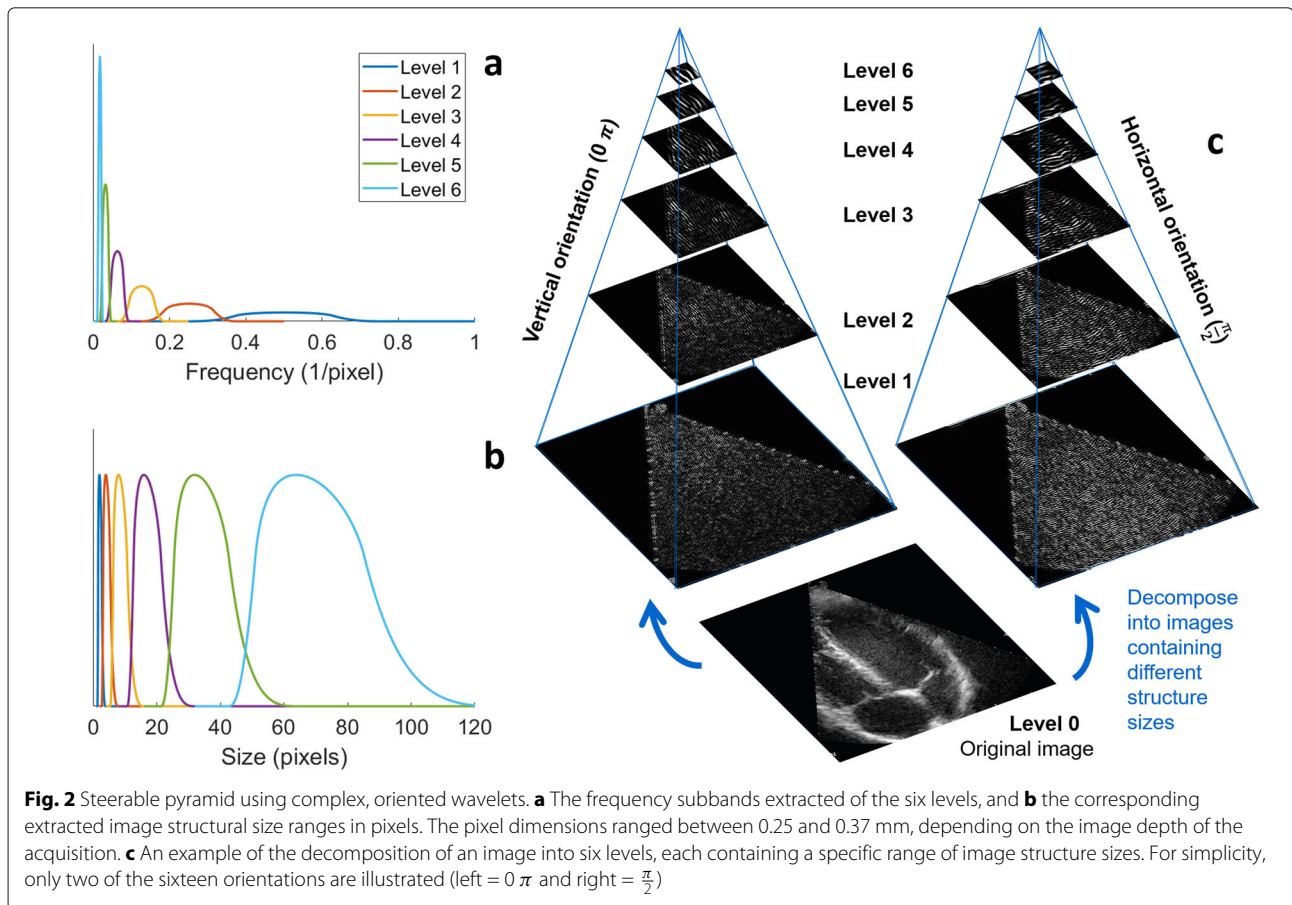 Level 1
Level 2
Level 3
Level 4
Level 5
Level 6
a
0
0.2
0.4
0.6
0.8
1
Frequency (1/pixel)
b
0
20
40
60
80
100
120
Size (pixels)
c
Vertical orientation (0 π)
Level 6
Level 5
Level 4
Level 3
Level 2
Level 1
Horizontal orientation (π/2)
Level 0
Original image
Decompose
into images
containing
different
structure
sizes
Fig. 2 Steerable pyramid using complex, oriented wavelets. a The frequency subbands extracted of the six levels, and b the corresponding
extracted image structural size ranges in pixels. The pixel dimensions ranged between 0.25 and 0.37 mm, depending on the image depth of the
acquisition. c An example of the decomposition of an image into six levels, each containing a specific range of image structure sizes. For simplicity,
only two of the sixteen orientations are illustrated (left = 0 π and right = π/2)